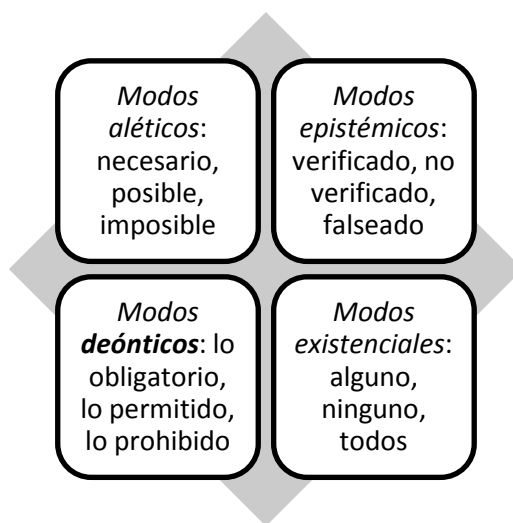 Modos
aléticos:
necesario,
posible,
imposible
Modos
epistémicos:
verificado, no
verificado,
falseado
Modos
deónticos: lo
obligatorio,
lo permitido,
lo prohibido
Modos
existenciales:
alguno,
ninguno,
todos